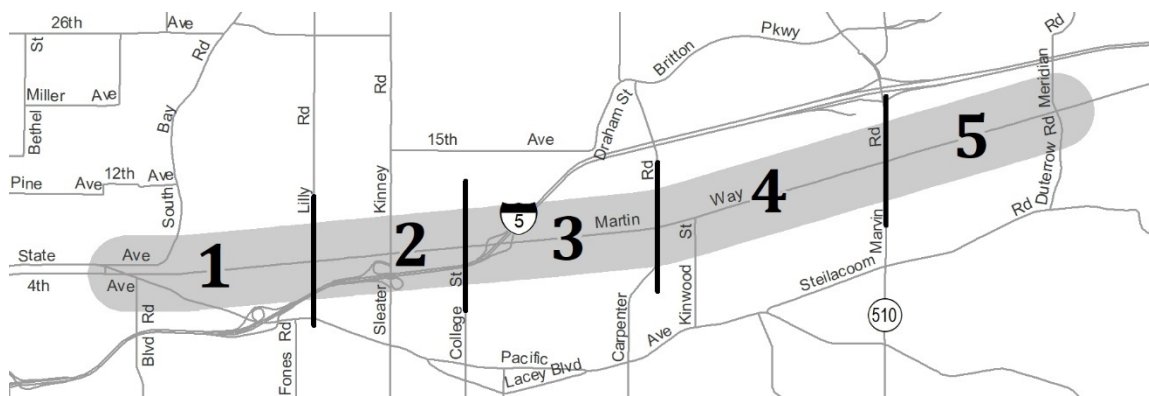 26th Ave
St
Bethel
Miller Ave
Pine Ave
12th Ave
Rd
Bay
South
State Ave
4th Ave
Blvd Rd
Fones Rd
Rd
Lilly
Rd
Kinney
Sleater
15th Ave
College St
Pacific
Lacey Blvd
Ave
Draham St
Britton Pkwy
Rd
Carpenter
Kinwood St
Martin Way
Rd
Marvin
Steilacoom Rd
Rd
Meridian
Duterrow Rd
5
510
1
2
3
4
5